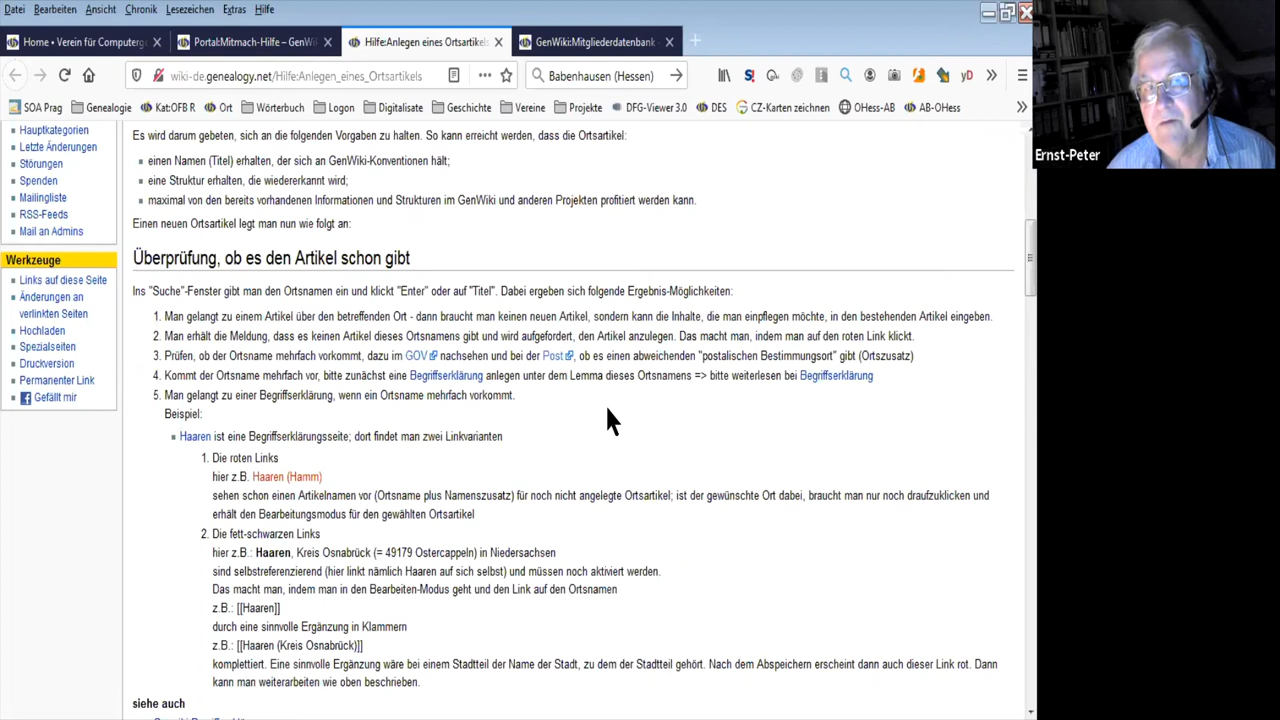 Datei Bearbeiten Ansicht Chronik Lesezeichen Extras Hilfe
Home • Verein für Computerge
Portal:Mitmach-Hilfe – GenWi
Hilfe:Anlegen eines Ortsartikels
GenWiki:Mitgliederdatenbank
wiki-de.genealogy.net/Hilfe:Anlegen_eines_Ortsartikels
Babenhausen (Hessen)
SOA Prag Genealogie Kat:OFB R Ort Wörterbuch Logon Digitalisate Geschichte Vereine Projekte DFG-Viewer 3.0 DES CZ-Karten zeichnen OHess-AB AB-OHess
Ernst-Peter
Hauptkategorien
Letzte Änderungen
Störungen
Spenden
Mailingliste
RSS-Feeds
Mail an Admins
Werkzeuge
Links auf diese Seite
Änderungen an
verlinkten Seiten
Hochladen
Spezialseiten
Druckversion
Permanenter Link
Gefällt mir
Es wird darum gebeten, sich an die folgenden Vorgaben zu halten. So kann erreicht werden, dass die Ortsartikel:
einen Namen (Titel) erhalten, der sich an GenWiki-Konventionen hält;
eine Struktur erhalten, die wiedererkannt wird;
maximal von den bereits vorhandenen Informationen und Strukturen im GenWiki und anderen Projekten profitiert werden kann.
Einen neuen Ortsartikel legt man nun wie folgt an:
Überprüfung, ob es den Artikel schon gibt
Ins "Suche"-Fenster gibt man den Ortsnamen ein und klickt "Enter" oder auf "Titel". Dabei ergeben sich folgende Ergebnis-Möglichkeiten:
1. Man gelangt zu einem Artikel über den betreffenden Ort - dann braucht man keinen neuen Artikel, sondern kann die Inhalte, die man einpflegen möchte, in den bestehenden Artikel eingeben.
2. Man erhält die Meldung, dass es keinen Artikel dieses Ortsnamens gibt und wird aufgefordert, den Artikel anzulegen. Das macht man, indem man auf den roten Link klickt.
3. Prüfen, ob der Ortsname mehrfach vorkommt, dazu im GOV nachsehen und bei der Post, ob es einen abweichenden "postalischen Bestimmungsort" gibt (Ortszusatz)
4. Kommt der Ortsname mehrfach vor, bitte zunächst eine Begriffserklärung anlegen unter dem Lemma dieses Ortsnamens => bitte weiterlesen bei Begriffserklärung
5. Man gelangt zu einer Begriffserklärung, wenn ein Ortsname mehrfach vorkommt.
Beispiel:
Haaren ist eine Begriffserklärungsseite; dort findet man zwei Linkvarianten
1. Die roten Links
hier z.B. Haaren (Hamm)
sehen schon einen Artikelnamen vor (Ortsname plus Namenszusatz) für noch nicht angelegte Ortsartikel; ist der gewünschte Ort dabei, braucht man nur noch draufzuklicken und
erhält den Bearbeitungsmodus für den gewählten Ortsartikel
2. Die fett-schwarzen Links
hier z.B.: Haaren, Kreis Osnabrück (= 49179 Ostercappeln) in Niedersachsen
sind selbstreferenzierend (hier linkt nämlich Haaren auf sich selbst) und müssen noch aktiviert werden.
Das macht man, indem man in den Bearbeiten-Modus geht und den Link auf den Ortsnamen
z.B.: [[Haaren]]
durch eine sinnvolle Ergänzung in Klammern
z.B.: [[Haaren (Kreis Osnabrück)]]
komplettiert. Eine sinnvolle Ergänzung wäre bei einem Stadtteil der Name der Stadt, zu dem der Stadtteil gehört. Nach dem Abspeichern erscheint dann auch dieser Link rot. Dann
kann man weiterarbeiten wie oben beschrieben.
siehe auch